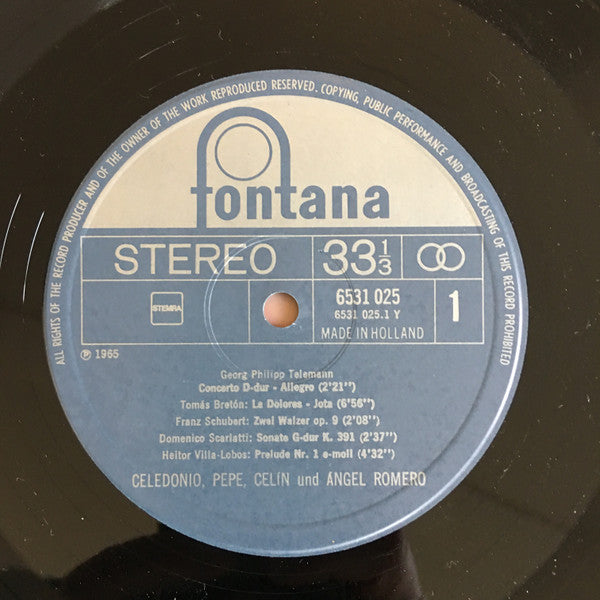 ALL RIGHTS OF THE RECORD PRODUCER AND OF THE OWNER OF THE WORK REPRODUCED RESERVED. COPYING, PUBLIC PERFORMANCE AND BROADCASTING OF THIS RECORD PROHIBITED
fontana
STEREO 33 1/3
STEMRA
6531 025
6531 025.1 Y
MADE IN HOLLAND
1
℗ 1965
Georg Philipp Telemann
Concerto D-dur - Allegro (2'21'')
Tomás Bretón: La Dolores - Jota (6'56'')
Franz Schubert: Zwei Walzer op. 9 (2'08'')
Domenico Scarlatti: Sonate G-dur K. 391 (2'37'')
Heitor Villa-Lobos: Prelude Nr. 1 e-moll (4'32'')
CELEDONIO, PEPE, CELÍN und ANGEL ROMERO